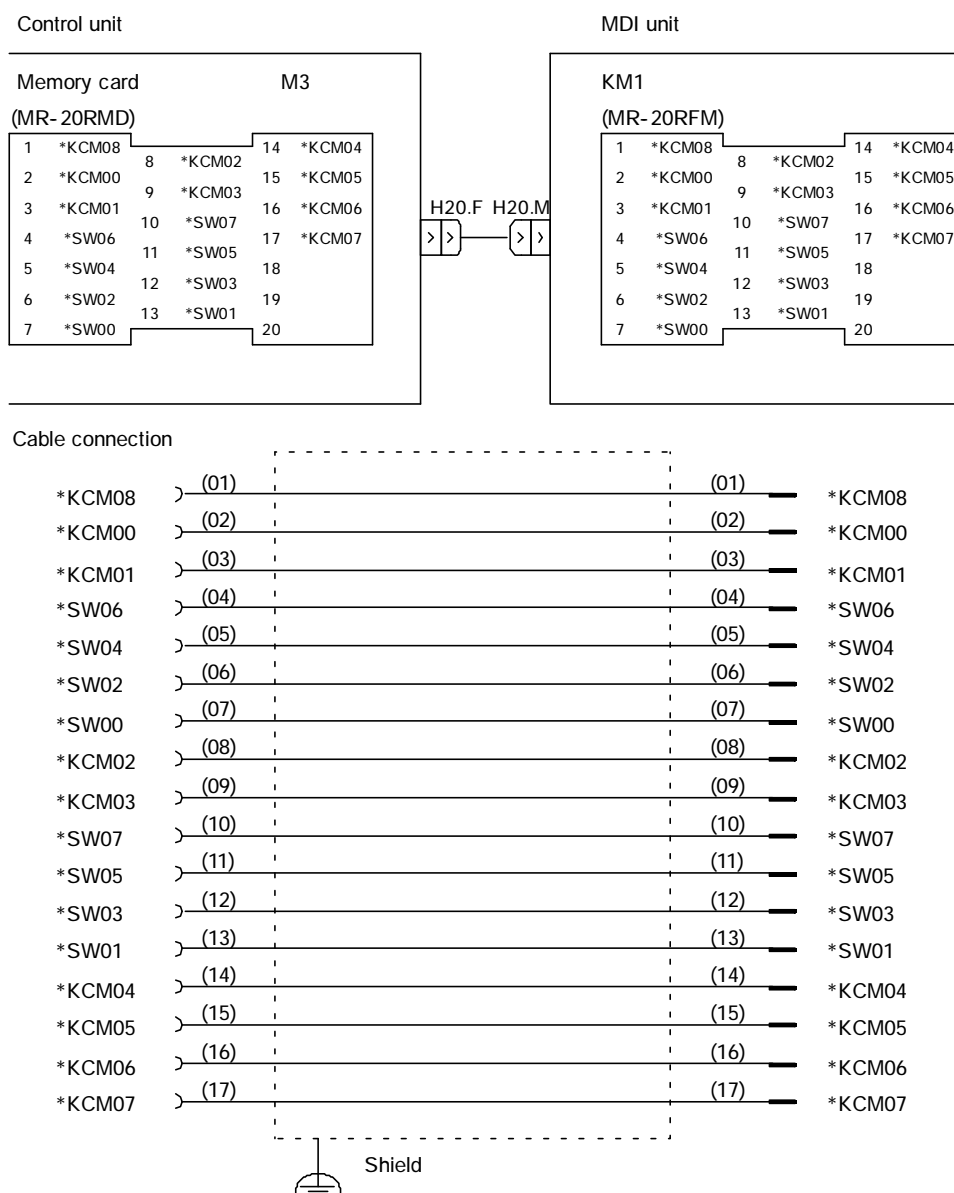 Control unit
MDI unit
Memory card
M3
(MR-20RMD)
1 *KCM08
2 *KCM00
3 *KCM01
4 *SW06
5 *SW04
6 *SW02
7 *SW00
8 *KCM02
9 *KCM03
10 *SW07
11 *SW05
12 *SW03
13 *SW01
14 *KCM04
15 *KCM05
16 *KCM06
17 *KCM07
18
19
20
H20.F H20.M
KM1
(MR-20RFM)
1 *KCM08
2 *KCM00
3 *KCM01
4 *SW06
5 *SW04
6 *SW02
7 *SW00
8 *KCM02
9 *KCM03
10 *SW07
11 *SW05
12 *SW03
13 *SW01
14 *KCM04
15 *KCM05
16 *KCM06
17 *KCM07
18
19
20
Cable connection
*KCM08 (01) (01) *KCM08
*KCM00 (02) (02) *KCM00
*KCM01 (03) (03) *KCM01
*SW06 (04) (04) *SW06
*SW04 (05) (05) *SW04
*SW02 (06) (06) *SW02
*SW00 (07) (07) *SW00
*KCM02 (08) (08) *KCM02
*KCM03 (09) (09) *KCM03
*SW07 (10) (10) *SW07
*SW05 (11) (11) *SW05
*SW03 (12) (12) *SW03
*SW01 (13) (13) *SW01
*KCM04 (14) (14) *KCM04
*KCM05 (15) (15) *KCM05
*KCM06 (16) (16) *KCM06
*KCM07 (17) (17) *KCM07
Shield